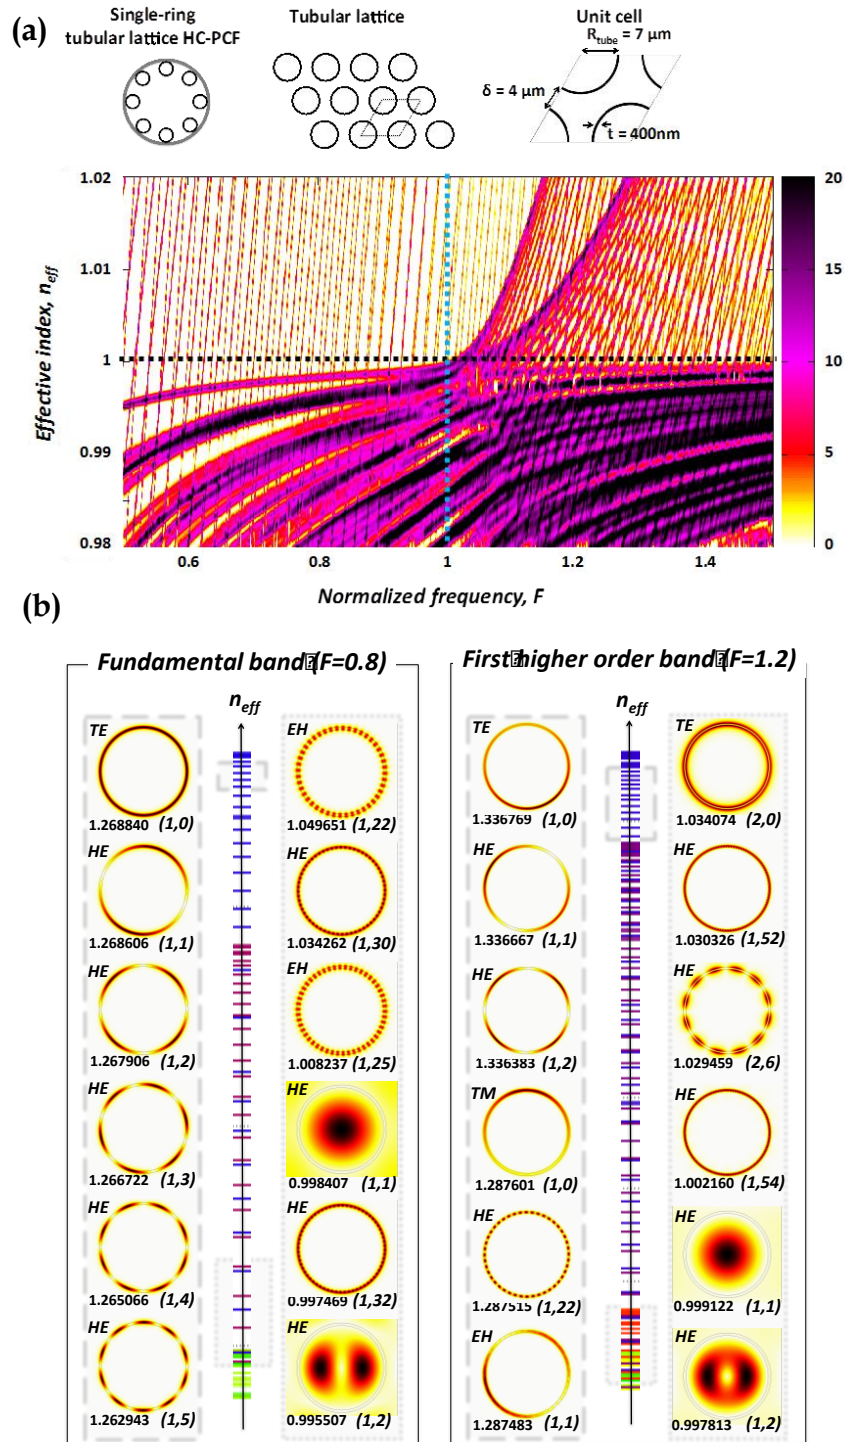 (a)
Single-ring
tubular lattice HC-PCF
Tubular lattice
Unit cell
Rtube = 7 μm
δ = 4 μm
t = 400nm
Effective index, neff
1.02
1.01
1
0.99
0.98
0.6
0.8
1
1.2
1.4
20
15
10
5
0
Normalized frequency, F
(b)
Fundamental band (F=0.8)
neff
TE
1.268840 (1,0)
HE
1.268606 (1,1)
HE
1.267906 (1,2)
HE
1.266722 (1,3)
HE
1.265066 (1,4)
HE
1.262943 (1,5)
EH
1.049651 (1,22)
HE
1.034262 (1,30)
EH
1.008237 (1,25)
HE
0.998407 (1,1)
HE
0.997469 (1,32)
HE
0.995507 (1,2)
First higher order band (F=1.2)
neff
TE
1.336769 (1,0)
HE
1.336667 (1,1)
HE
1.336383 (1,2)
TM
1.287601 (1,0)
HE
1.287515 (1,22)
EH
1.287483 (1,1)
TE
1.034074 (2,0)
HE
1.030326 (1,52)
HE
1.029459 (2,6)
HE
1.002160 (1,54)
HE
0.999122 (1,1)
HE
0.997813 (1,2)